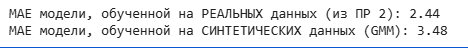 MAE модели, обученной на РЕАЛЬНЫХ данных (из ПР 2): 2.44
MAE модели, обученной на СИНТЕТИЧЕСКИХ данных (GMM): 3.48